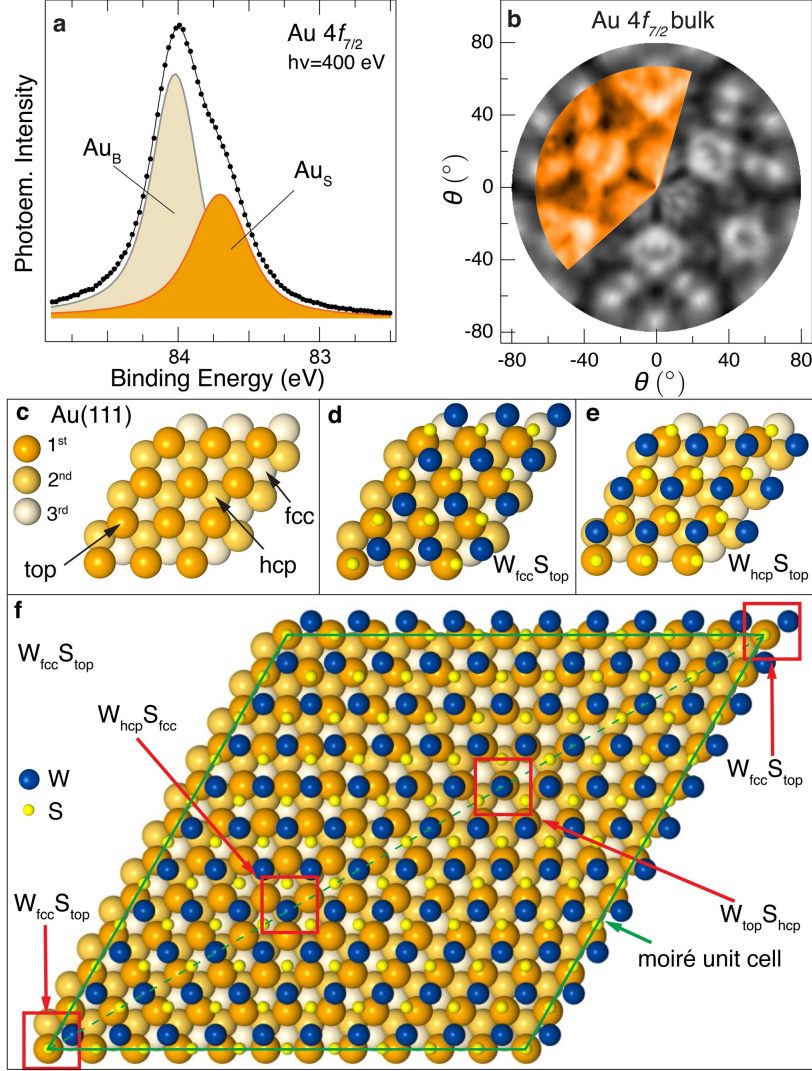 a
Au 4f7/2
hν=400 eV
AuB
AuS
Photoem. Intensity
84
83
Binding Energy (eV)
b
Au 4f7/2 bulk
80
40
0
-40
-80
θ (°)
-80
-40
0
40
80
θ (°)
c
Au(111)
1st
2nd
3rd
top
hcp
fcc
d
WfccStop
e
WhcpStop
f
WfccStop
WhcpSfcc
W
S
WfccStop
WfccStop
WtopShcp
moiré unit cell